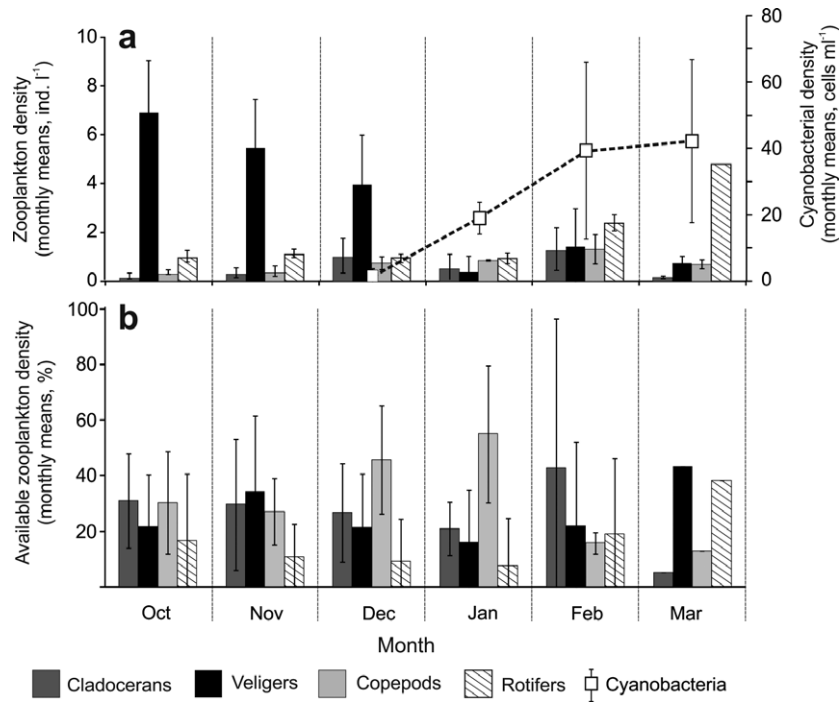 a
Zooplankton density
(monthly means, ind. l⁻¹)
10
8
6
4
2
0
Cyanobacterial density
(monthly means, cells ml⁻¹)
80
60
40
20
0
b
Available zooplankton density
(monthly means, %)
100
80
60
40
20
Oct Nov Dec Jan Feb Mar
Month
Cladocerans Veligers Copepods Rotifers Cyanobacteria